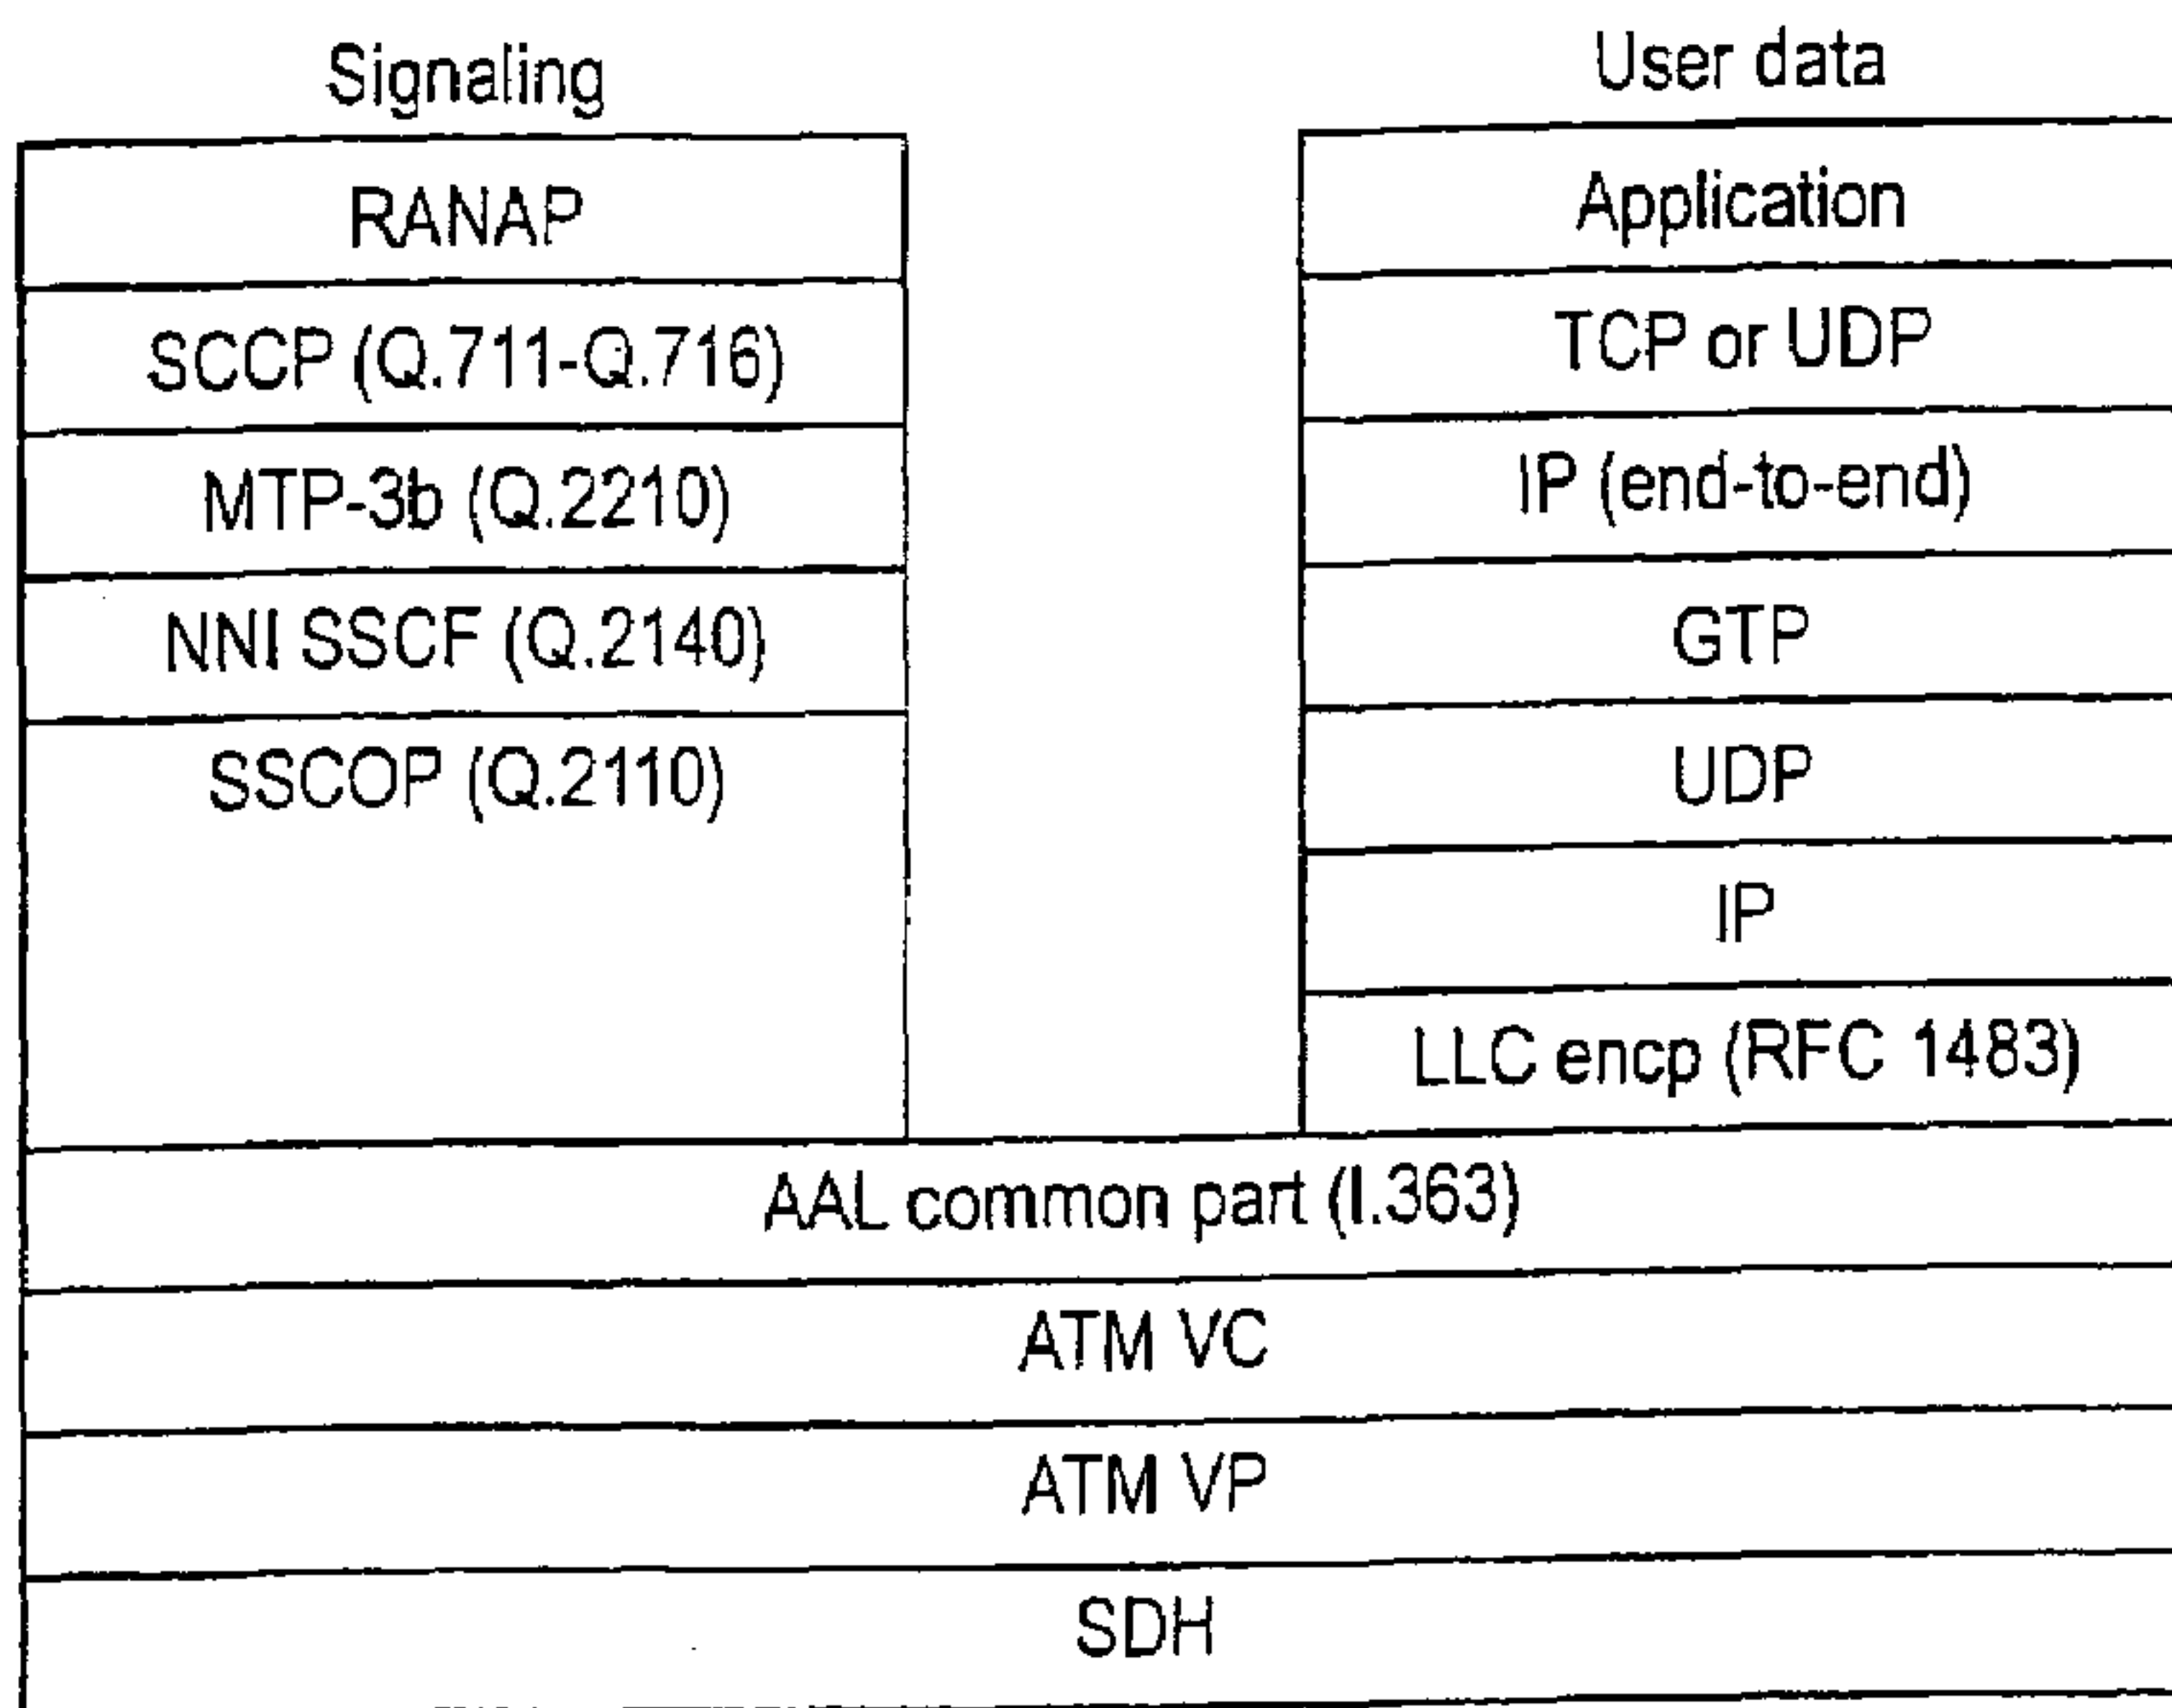 Signaling
RANAP
SCCP (Q.711-Q.716)
MTP-3b (Q.2210)
NNI SSCF (Q.2140)
SSCOP (Q.2110)
User data
Application
TCP or UDP
IP (end-to-end)
GTP
UDP
IP
LLC encp (RFC 1483)
AAL common part (I.363)
ATM VC
ATM VP
SDH